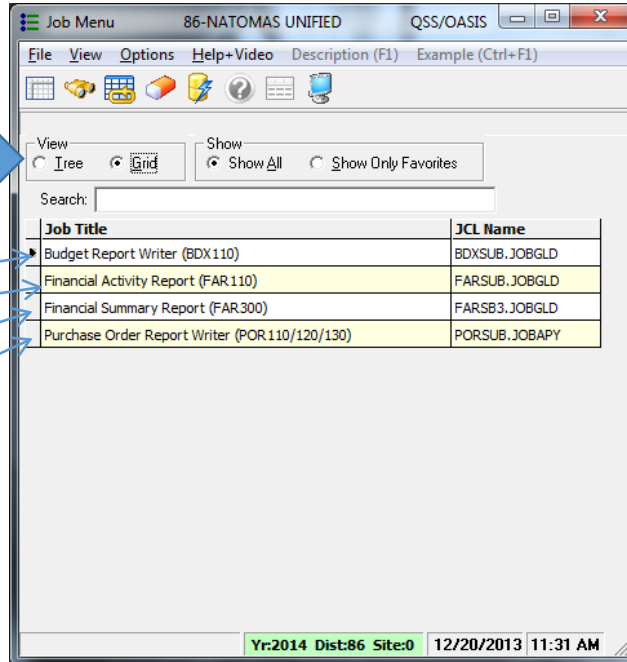 Job Menu 86-NATOMAS UNIFIED QSS/OASIS
File View Options Help+Video Description (F1) Example (Ctrl+F1)
View Show
Tree Grid Show All Show Only Favorites
Search:
Job Title JCL Name
Budget Report Writer (BDX110) BDXSUB.JOBGLD
Financial Activity Report (FAR110) FARSUB.JOBGLD
Financial Summary Report (FAR300) FARSB3.JOBGLD
Purchase Order Report Writer (POR110/120/130) PORSUB.JOBAPY
Yr:2014 Dist:86 Site:0 12/20/2013 11:31 AM